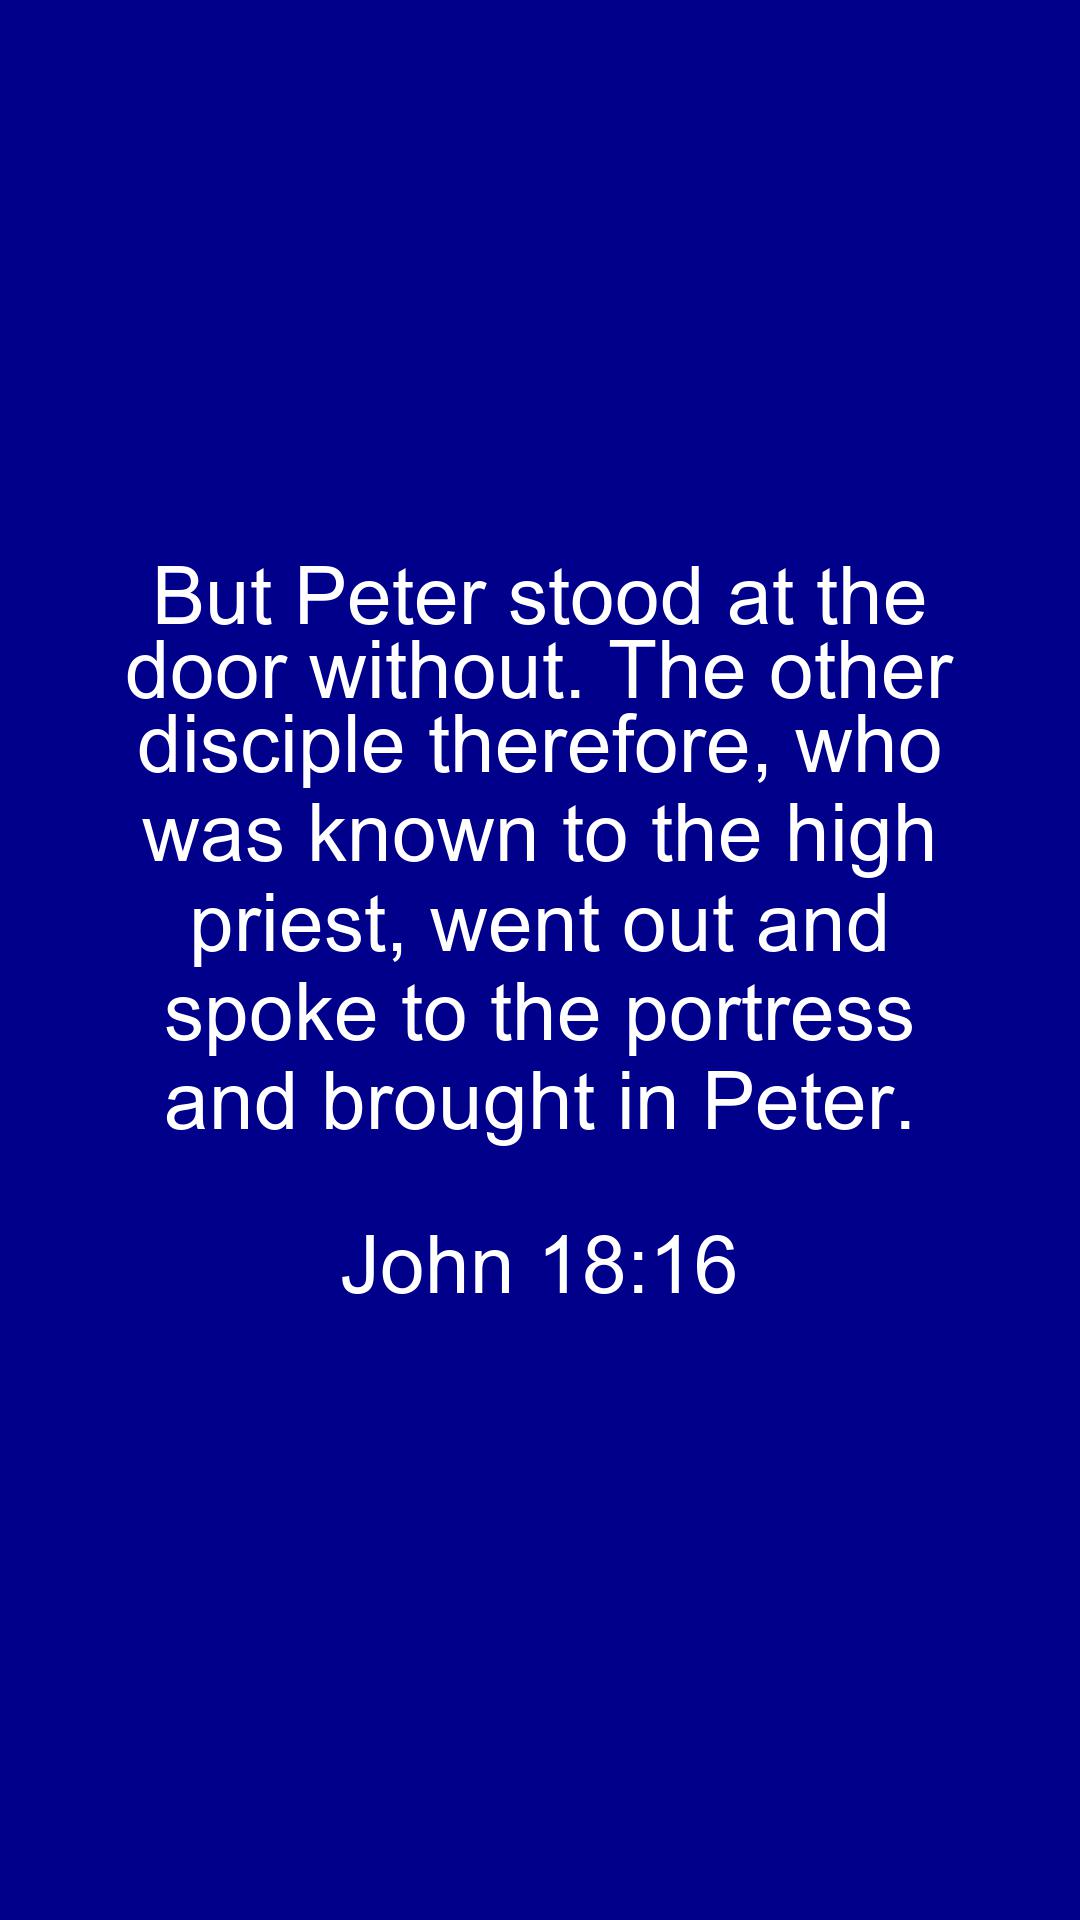 But Peter stood at the
door without. The other
disciple therefore, who
was known to the high
priest, went out and
spoke to the portress
and brought in Peter.
John 18:16